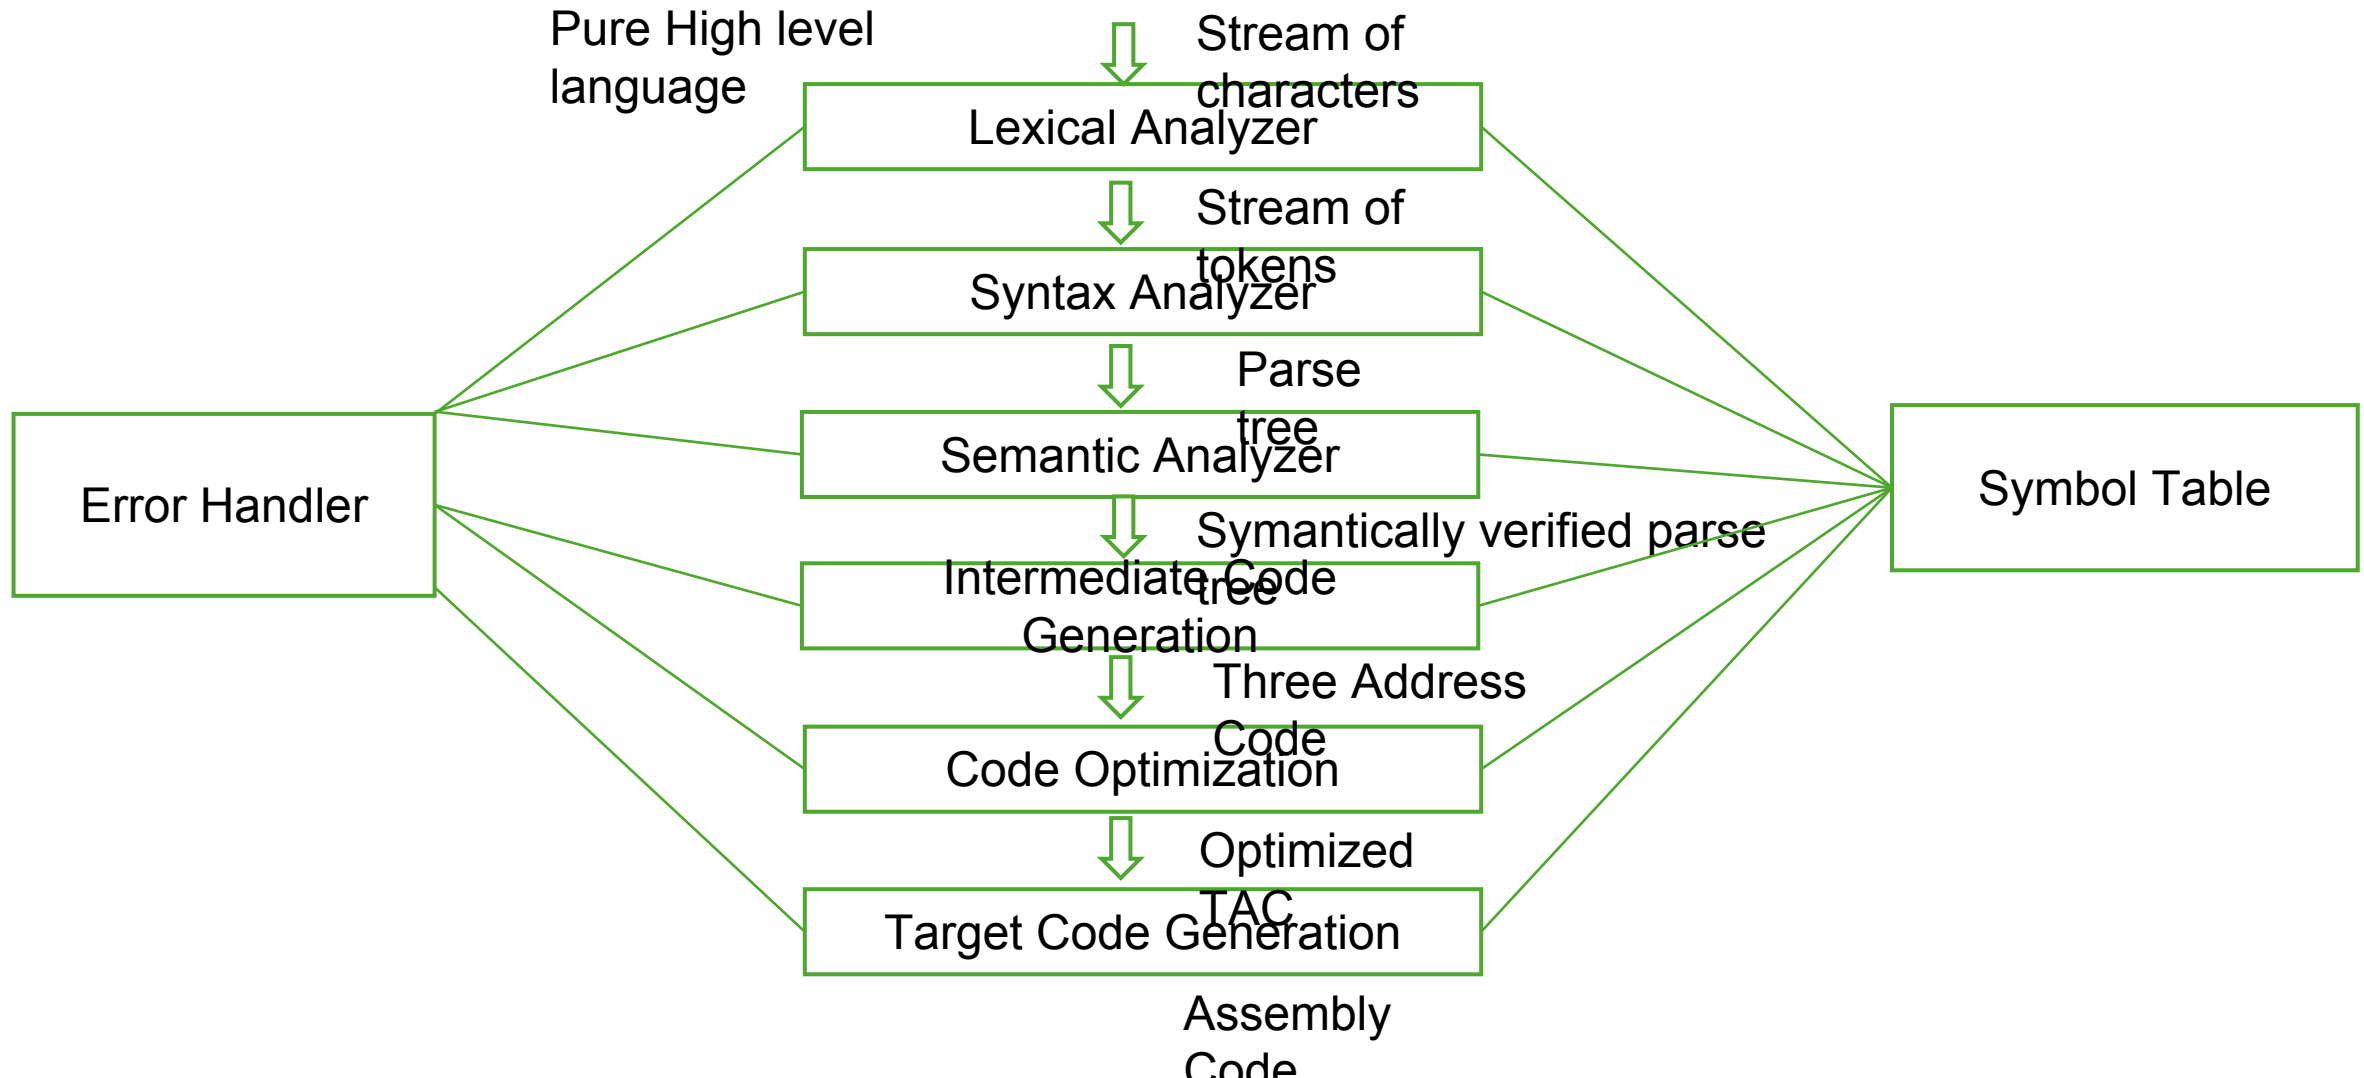 Pure High level
language
Stream of
characters
Lexical Analyzer
Stream of
tokens
Syntax Analyzer
Parse
tree
Semantic Analyzer
Error Handler
Symbol Table
Symantically verified parse
tree
Intermediate Code
Generation
Three Address
Code
Code Optimization
Optimized
TAC
Target Code Generation
Assembly
Code